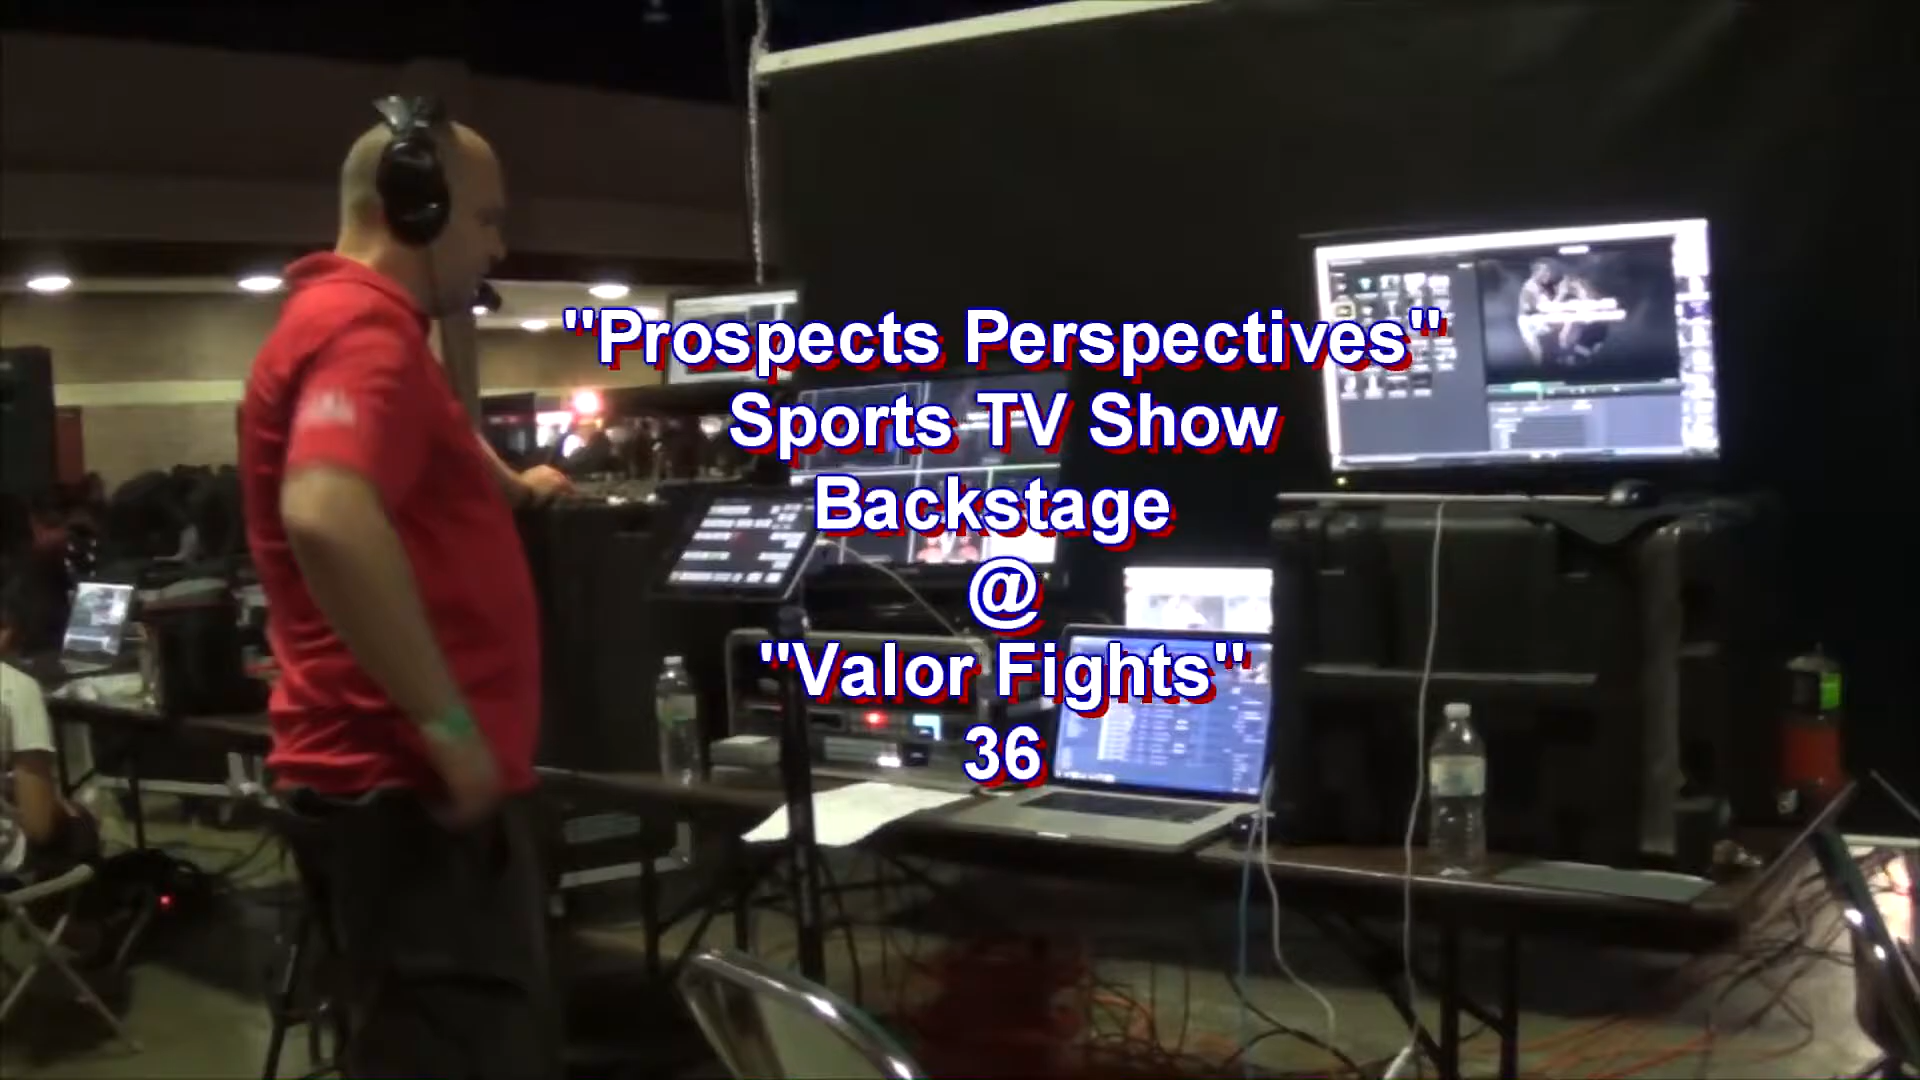 "Prospects Perspectives"
Sports TV Show
Backstage
@
"Valor Fights"
36